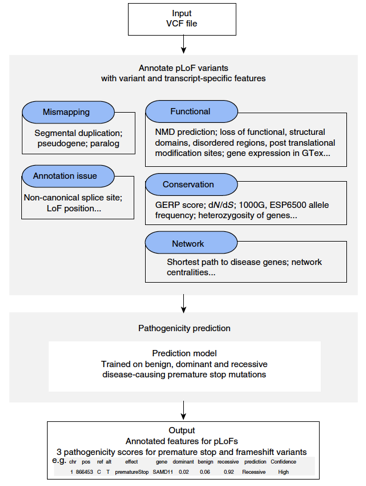 Input
VCF file
Annotate pLoF variants
with variant and transcript-specific features
Mismapping
Segmental duplication;
pseudogene; paralog
Functional
NMD prediction; loss of functional, structural
domains, disordered regions, post translational
modification sites; gene expression in GTex...
Annotation issue
Non-canonical splice site;
LoF position...
Conservation
GERP score; dN/dS; 1000G, ESP6500 allele
frequency; heterozygosity of genes...
Network
Shortest path to disease genes; network
centralities...
Pathogenicity prediction
Prediction model
Trained on benign, dominant and recessive
disease-causing premature stop mutations
Output
Annotated features for pLoFs
3 pathogenicity scores for premature stop and frameshift variants
e.g. chr pos ref alt effect gene dominant benign recessive prediction Confidence
1 866453 C T prematureStop SAMD11 0.02 0.06 0.92 Recessive High